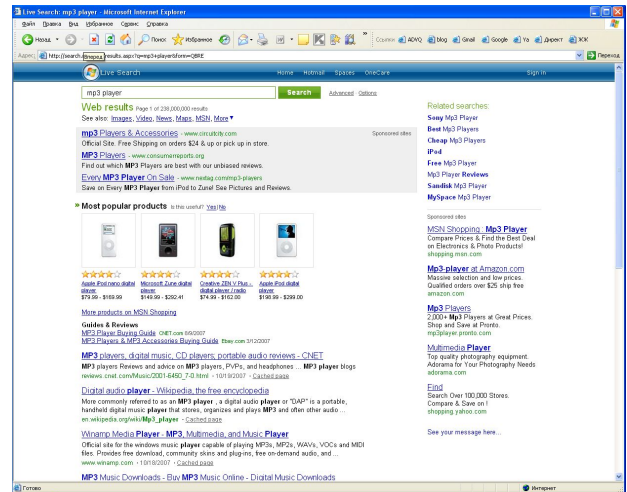 Live Search: mp3 player - Microsoft Internet Explorer
Файл Правка Вид Избранное Сервис Справка
Назад Поиск Избранное Ссылки ADVQ blog Gmail Google Ya Директ ЖЖ
Адрес: http://search. results.aspx?q=mp3+player&form=QBRE Переход
Вперед
Live Search Home Hotmail Spaces OneCare Sign in
mp3 player Search Advanced Options
Web results Page 1 of 238,000,000 results
See also: Images, Video, News, Maps, MSN, More
mp3 Players & Accessories - www.circuitcity.com Sponsored sites
Official Site. Free Shipping on orders $24 & up or pick up in store.
MP3 Players - www.consumerreports.org
Find out which MP3 Players are best with our unbiased reviews.
Every MP3 Player On Sale - www.nextag.com/mp3-players
Save on Every MP3 Player from iPod to Zune! See Pictures and Reviews.
» Most popular products Is this useful? Yes|No
Apple iPod nano digital player
$79.99 - $169.99
Microsoft Zune digital player
$149.99 - $292.41
Creative ZEN V Plus - digital player / radio
$74.99 - $162.00
Apple iPod digital player
$196.99 - $299.00
More products on MSN Shopping
Guides & Reviews
MP3 Player Buying Guide CNET.com 6/9/2007
MP3 Players & MP3 Accessories Buying Guide Ebay.com 3/12/2007
MP3 players, digital music, CD players; portable audio reviews - CNET
MP3 players Reviews and advice on MP3 players, PVPs, and headphones ... MP3 player blogs
reviews.cnet.com/Music/2001-6450_7-0.html · 10/19/2007 · Cached page
Digital audio player - Wikipedia, the free encyclopedia
More commonly referred to as an MP3 player , a digital audio player or "DAP" is a portable,
handheld digital music player that stores, organizes and plays MP3 and often other audio ...
en.wikipedia.org/wiki/Mp3_player · Cached page
Winamp Media Player - MP3, Multimedia, and Music Player
Official site for the windows music player capable of playing MP3s, MP2s, WAVs, VOCs and MIDI
files. Provides free download, community skins and plug-ins, free on-demand audio, and ...
www.winamp.com · 10/18/2007 · Cached page
MP3 Music Downloads - Buy MP3 Music Online - Digital Music Downloads
Related searches:
Sony Mp3 Player
Best Mp3 Players
Cheap Mp3 Players
iPod
Free Mp3 Player
Mp3 Player Reviews
Sandisk Mp3 Player
MySpace Mp3 Player
Sponsored sites
MSN Shopping : Mp3 Player
Compare Prices & Find the Best Deal
on Electronics & Photo Products!
shopping.msn.com
Mp3-player at Amazon.com
Massive selection and low prices.
Qualified orders over $25 ship free
amazon.com
Mp3 Players
2,000+ Mp3 Players at Great Prices.
Shop and Save at Pronto.
mp3player.pronto.com
Multimedia Player
Top quality photography equipment.
Adorama for Your Photography Needs
adorama.com
Find
Search Over 100,000 Stores.
Compare & Save on !
shopping.yahoo.com
See your message here...
Готово Интернет